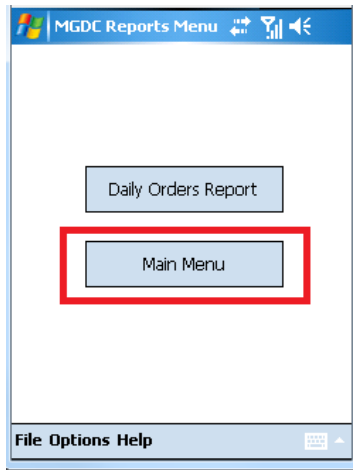 MGDC Reports Menu
Daily Orders Report
Main Menu
File Options Help